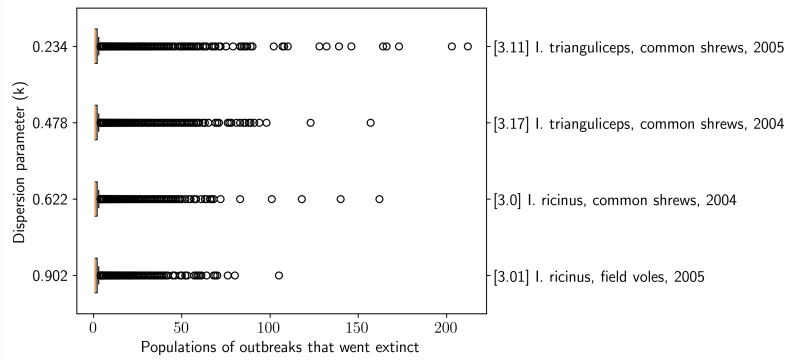 0.234
[3.11] I. trianguliceps, common shrews, 2005
0.478
[3.17] I. trianguliceps, common shrews, 2004
0.622
[3.0] I. ricinus, common shrews, 2004
0.902
[3.01] I. ricinus, field voles, 2005
Dispersion parameter (k)
0 50 100 150 200
Populations of outbreaks that went extinct